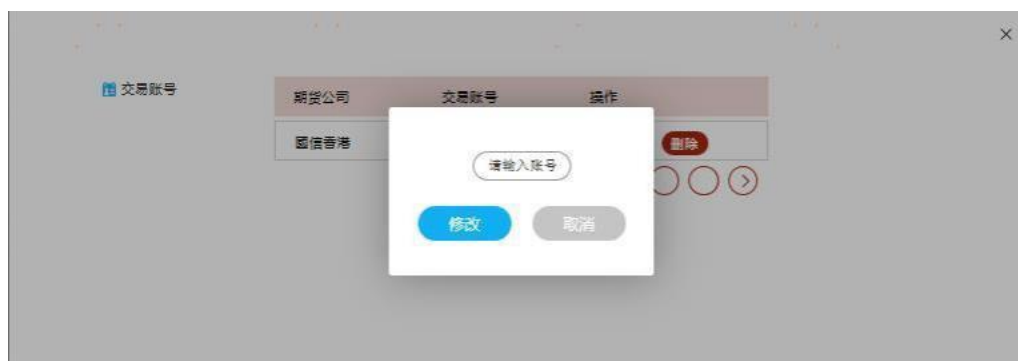 交易账号
期货公司 交易账号 操作
國信香港 删除
请输入账号
修改 取消